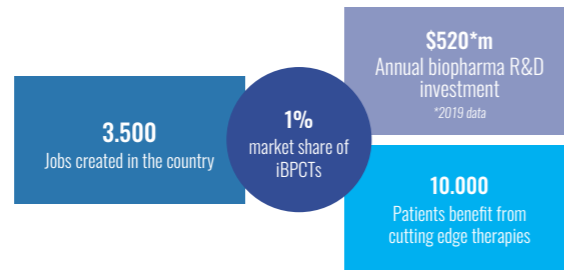 3.500
Jobs created in the country
1%
market share of
iBPCTs
$520*m
Annual biopharma R&D
investment
*2019 data
10.000
Patients benefit from
cutting edge therapies